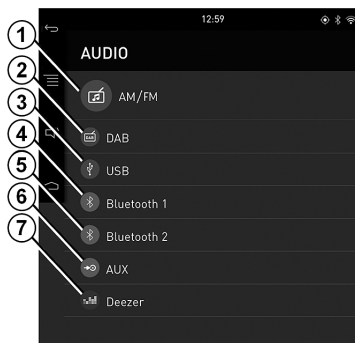 12:59
AUDIO
1 AM/FM
2 DAB DAB
3 USB
4 Bluetooth 1
5 Bluetooth 2
6 AUX
7 Deezer